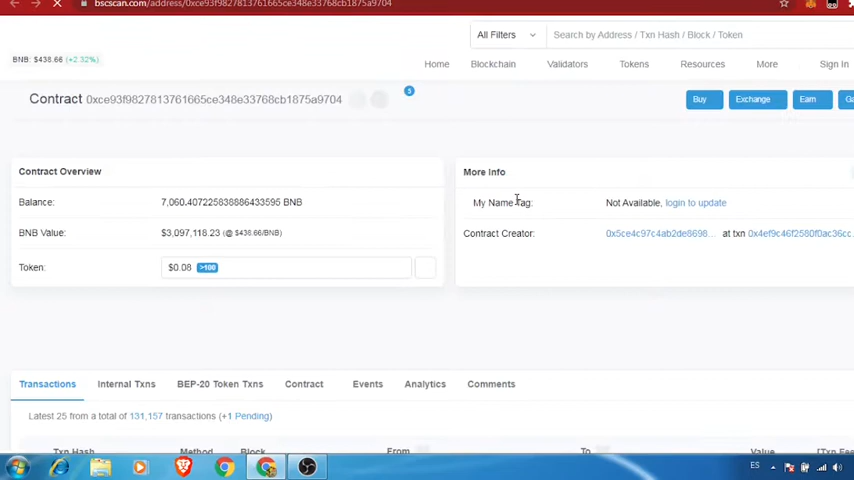 bscscan.com/address/0xce93f9827813761665ce348e33768cb1875a9704
All Filters
Search by Address / Txn Hash / Block / Token
BNB: $438.66 (+2.32%)
Home Blockchain Validators Tokens Resources More Sign In
Contract 0xce93f9827813761665ce348e33768cb1875a9704
5
Buy Exchange Earn
Contract Overview
Balance: 7,060.407225838886433595 BNB
BNB Value: $3,097,118.23 (@ $438.66/BNB)
Token: $0.08 >100
More Info
My Name Tag: Not Available, login to update
Contract Creator: 0x5ce4c97c4ab2de8698... at txn 0x4ef9c46f2580f0ac36cc...
Transactions Internal Txns BEP-20 Token Txns Contract Events Analytics Comments
Latest 25 from a total of 131,157 transactions (+1 Pending)
Txn Hash Method Block From To Value [Txn Fee
ES